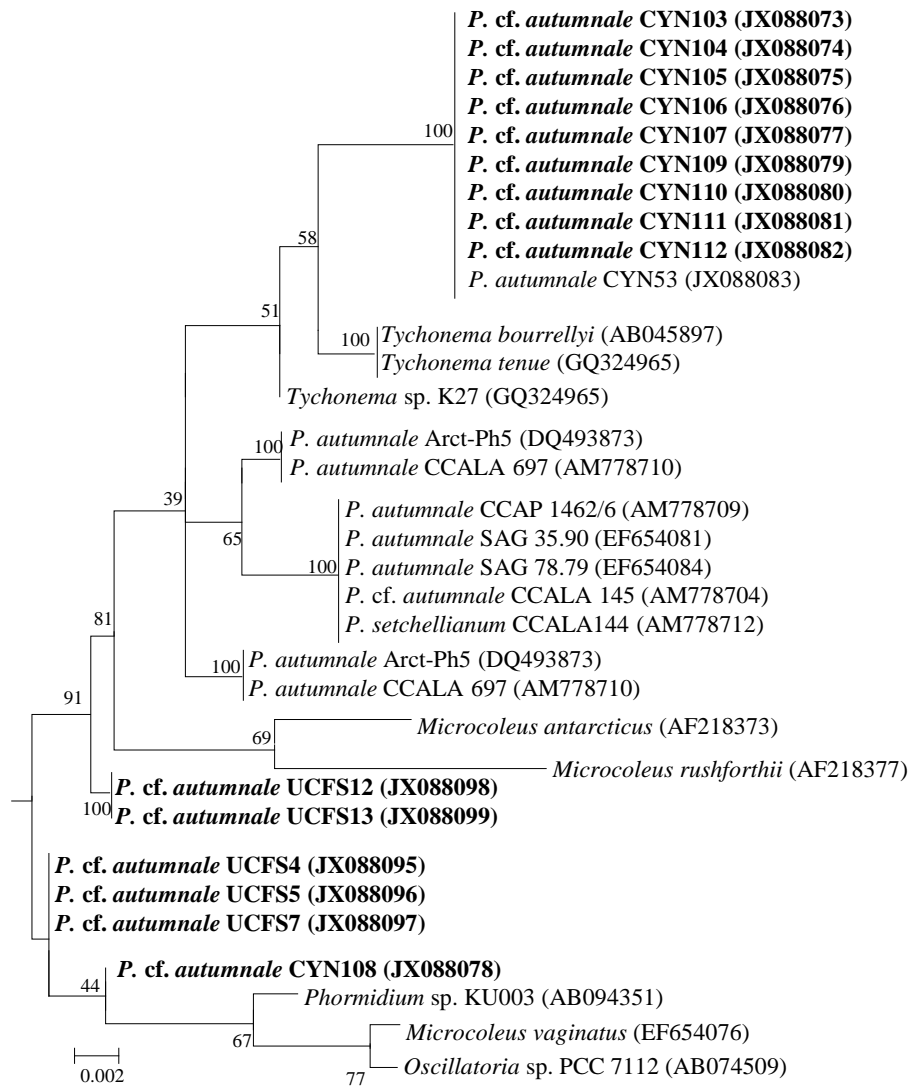 P. cf. autumnale CYN103 (JX088073)
P. cf. autumnale CYN104 (JX088074)
P. cf. autumnale CYN105 (JX088075)
P. cf. autumnale CYN106 (JX088076)
P. cf. autumnale CYN107 (JX088077)
100
P. cf. autumnale CYN109 (JX088079)
P. cf. autumnale CYN110 (JX088080)
P. cf. autumnale CYN111 (JX088081)
58
P. cf. autumnale CYN112 (JX088082)
P. autumnale CYN53 (JX088083)
51
Tychonema bourrellyi (AB045897)
100
Tychonema tenue (GQ324965)
Tychonema sp. K27 (GQ324965)
P. autumnale Arct-Ph5 (DQ493873)
100
P. autumnale CCALA 697 (AM778710)
39
P. autumnale CCAP 1462/6 (AM778709)
65
P. autumnale SAG 35.90 (EF654081)
P. autumnale SAG 78.79 (EF654084)
100
P. cf. autumnale CCALA 145 (AM778704)
P. setchellianum CCALA144 (AM778712)
81
P. autumnale Arct-Ph5 (DQ493873)
100
P. autumnale CCALA 697 (AM778710)
91
Microcoleus antarcticus (AF218373)
69
Microcoleus rushforthii (AF218377)
P. cf. autumnale UCFS12 (JX088098)
100
P. cf. autumnale UCFS13 (JX088099)
P. cf. autumnale UCFS4 (JX088095)
P. cf. autumnale UCFS5 (JX088096)
P. cf. autumnale UCFS7 (JX088097)
P. cf. autumnale CYN108 (JX088078)
44
Phormidium sp. KU003 (AB094351)
67
Microcoleus vaginatus (EF654076)
Oscillatoria sp. PCC 7112 (AB074509)
77
0.002